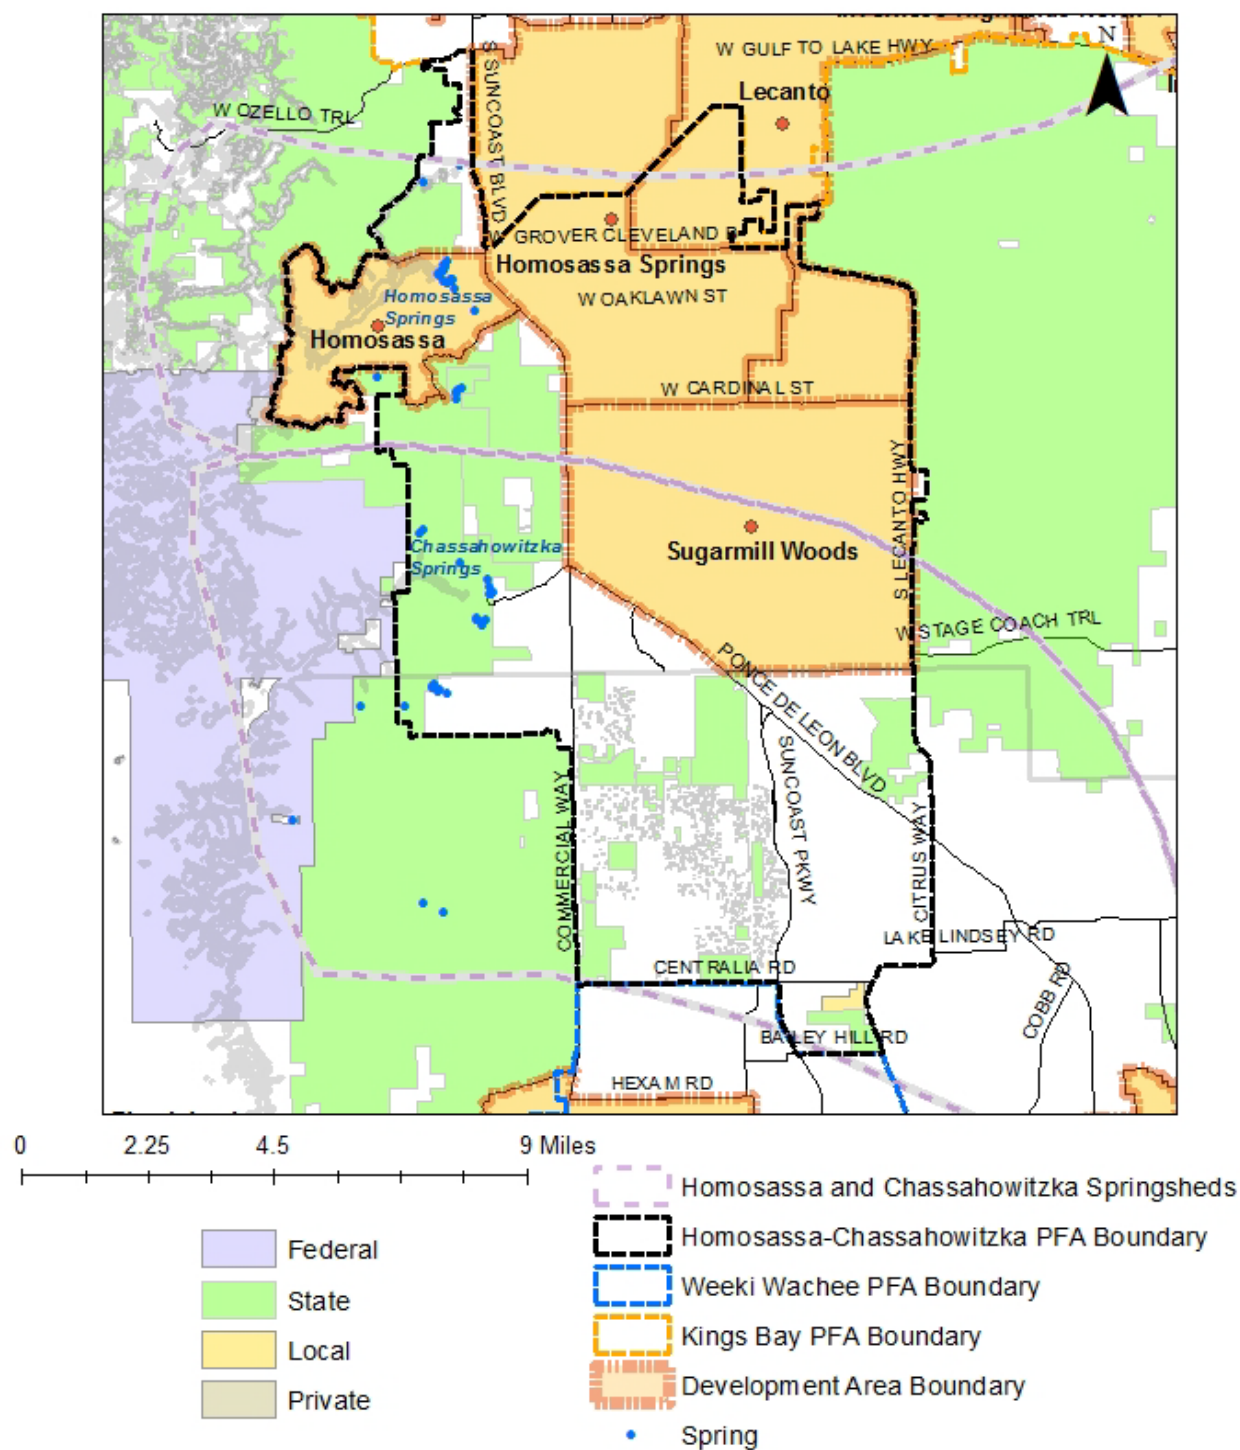 W GULF TO LAKE HWY
N
S SUNCOAST BLVD
Lecanto
W OZELLO TRL
W GROVER CLEVELAND B
Homosassa Springs
Homosassa
Springs
W OAKLAWN ST
Homosassa
W CARDINAL ST
S LECANTO HWY
Chassahowitzka
Springs
Sugarmill Woods
W STAGE COACH TRL
PONCE DE LEON BLVD
SUNCOAST PKWY
COMMERCIAL WAY
CITRUS WAY
LAKE LINDSEY RD
CENTRALIA RD
COBB RD
BAILEY HILL RD
HEXAM RD
0 2.25 4.5 9 Miles
Homosassa and Chassahowitzka Springsheds
Homosassa-Chassahowitzka PFA Boundary
Federal
Weeki Wachee PFA Boundary
State
Kings Bay PFA Boundary
Local
Development Area Boundary
Private
Spring